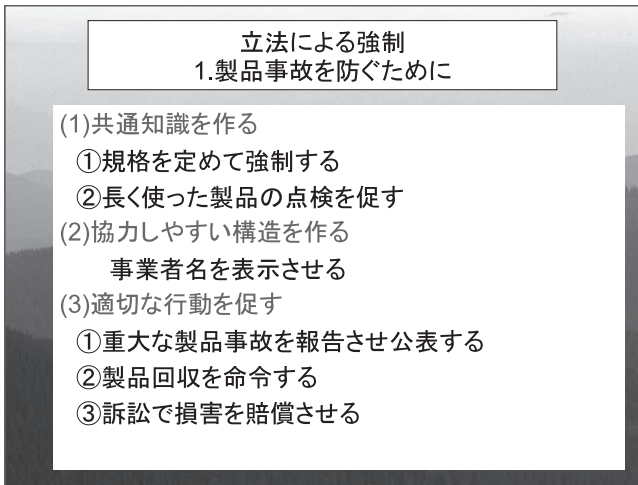 立法による強制
1.製品事故を防ぐために
(1)共通知識を作る
①規格を定めて強制する
②長く使った製品の点検を促す
(2)協力しやすい構造を作る
事業者名を表示させる
(3)適切な行動を促す
①重大な製品事故を報告させ公表する
②製品回収を命令する
③訴訟で損害を賠償させる